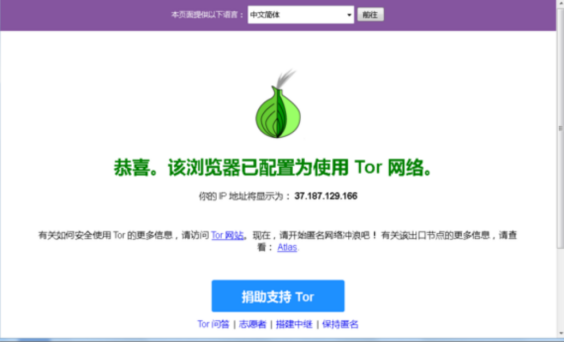 本页面提供以下语言： 中文简体 前往
恭喜。该浏览器已配置为使用 Tor 网络。
你的 IP 地址将显示为： 37.187.129.166
有关如何安全使用 Tor 的更多信息，请访问 Tor 网站。现在，请开始匿名网络冲浪吧！ 有关该出口节点的更多信息，请查
看： Atlas.
捐助支持 Tor
Tor 问答 | 志愿者 | 搭建中继 | 保持匿名